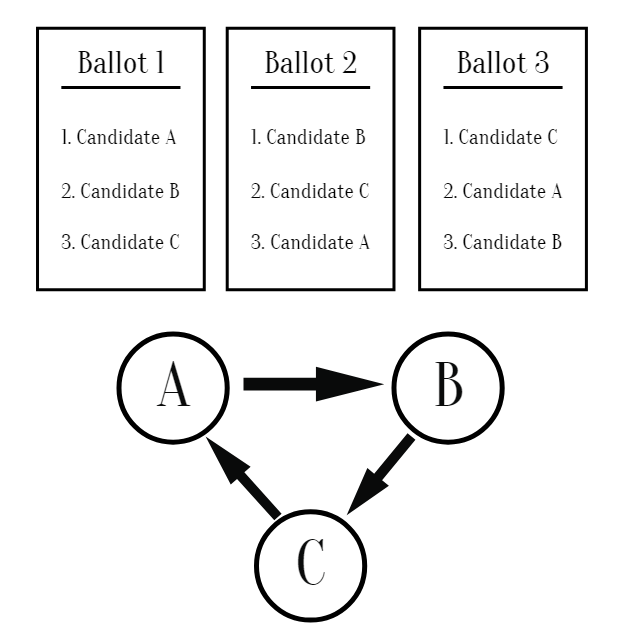 Ballot 1
1. Candidate A
2. Candidate B
3. Candidate C
Ballot 2
1. Candidate B
2. Candidate C
3. Candidate A
Ballot 3
1. Candidate C
2. Candidate A
3. Candidate B
A
B
C